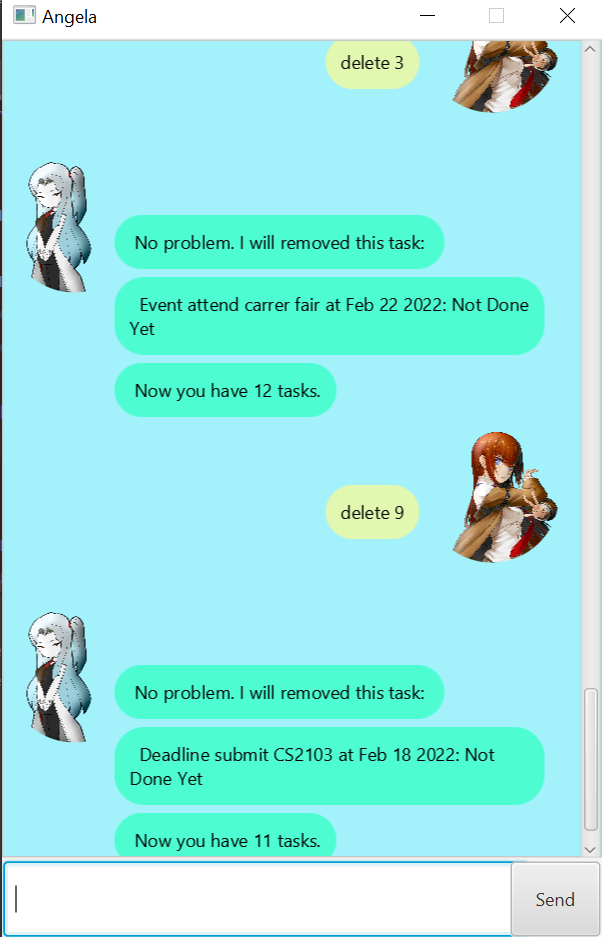 Angela
delete 3
No problem. I will removed this task:
Event attend carrer fair at Feb 22 2022: Not Done
Yet
Now you have 12 tasks.
delete 9
No problem. I will removed this task:
Deadline submit CS2103 at Feb 18 2022: Not
Done Yet
Now you have 11 tasks.
Send